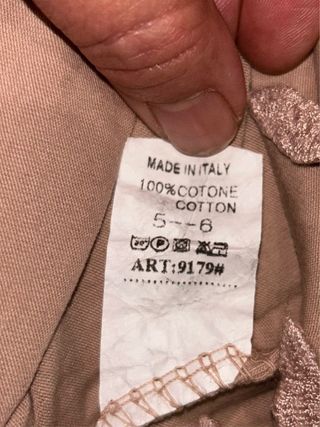 MADE IN ITALY
100%COTONE
COTTON
5--6
ART:9179#